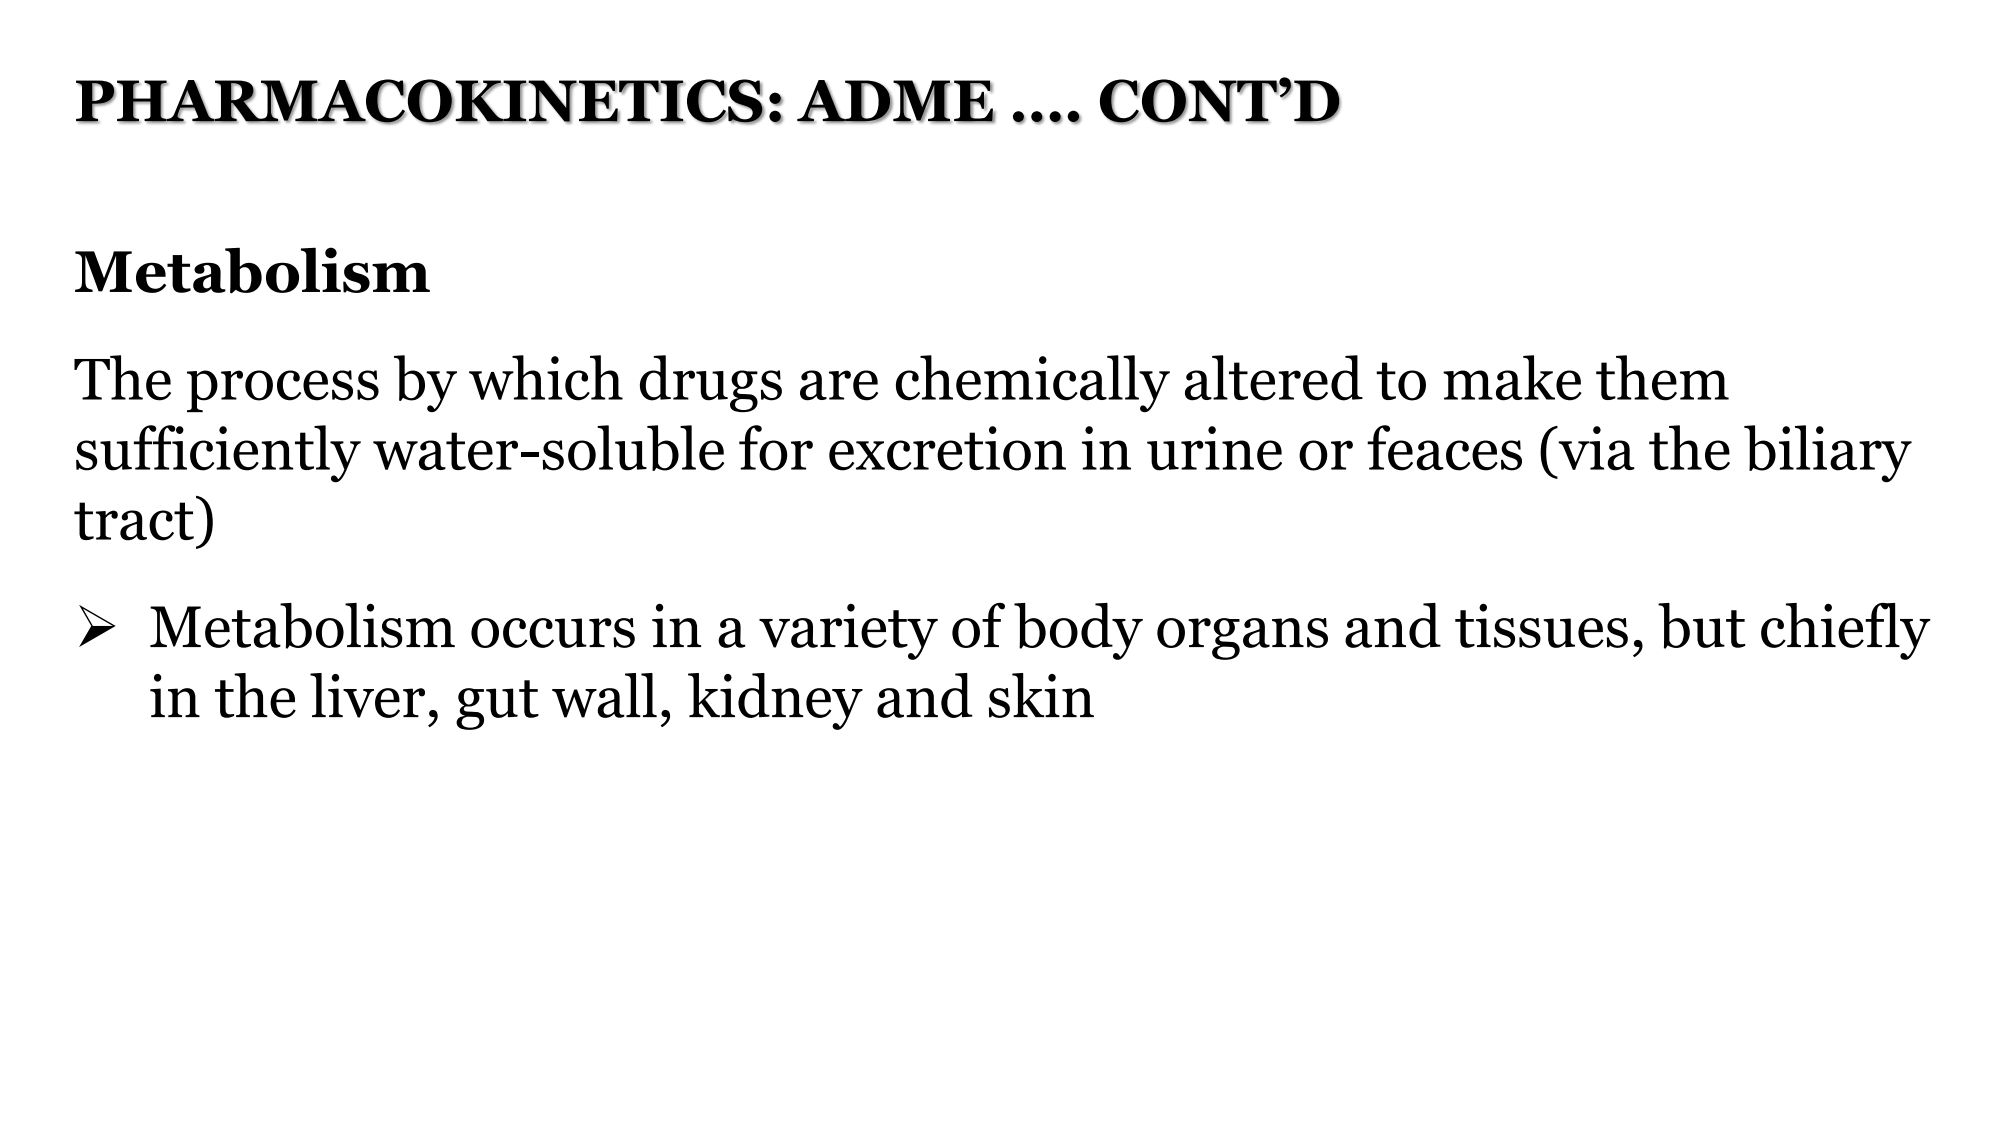 PHARMACOKINETICS: ADME …. CONT’D
Metabolism
The process by which drugs are chemically altered to make them
sufficiently water-soluble for excretion in urine or feaces (via the biliary
tract)
➢ Metabolism occurs in a variety of body organs and tissues, but chiefly
in the liver, gut wall, kidney and skin